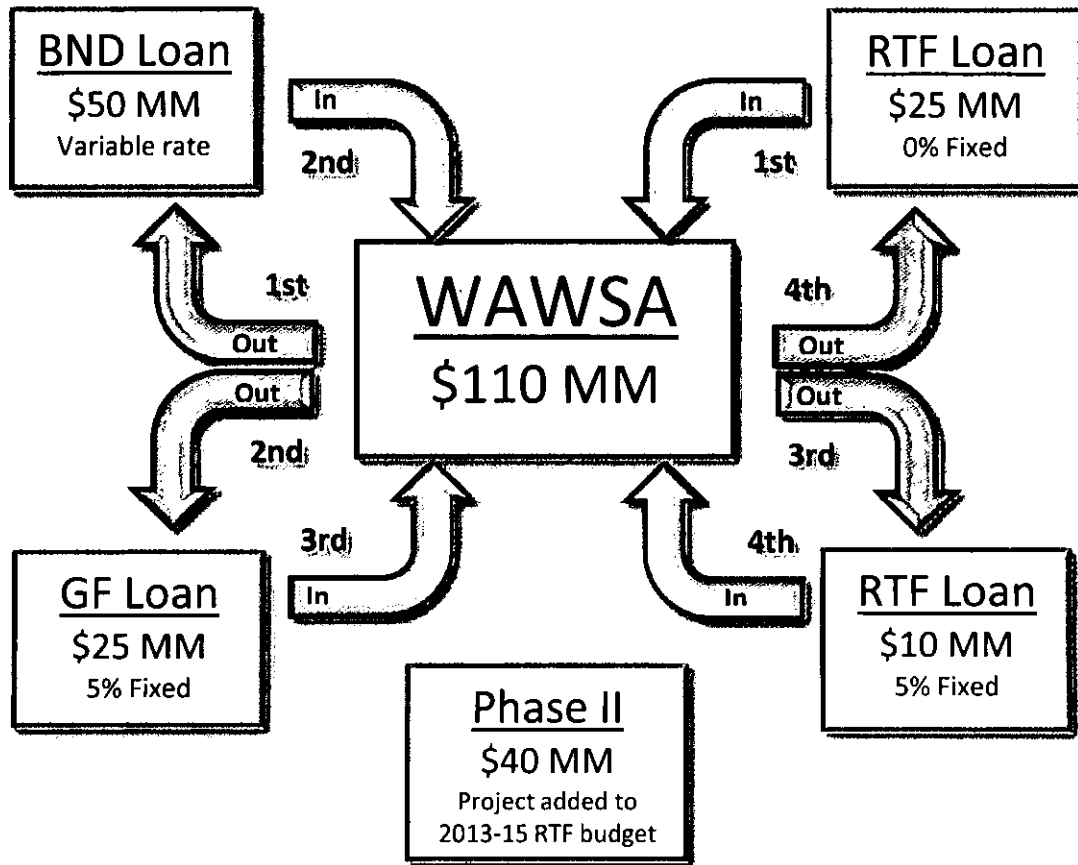 BND Loan
$50 MM
Variable rate
In
2nd
In
1st
RTF Loan
$25 MM
0% Fixed
1st
Out
WAWSA
$110 MM
4th
Out
Out
2nd
Out
3rd
3rd
In
4th
In
GF Loan
$25 MM
5% Fixed
RTF Loan
$10 MM
5% Fixed
Phase II
$40 MM
Project added to
2013-15 RTF budget